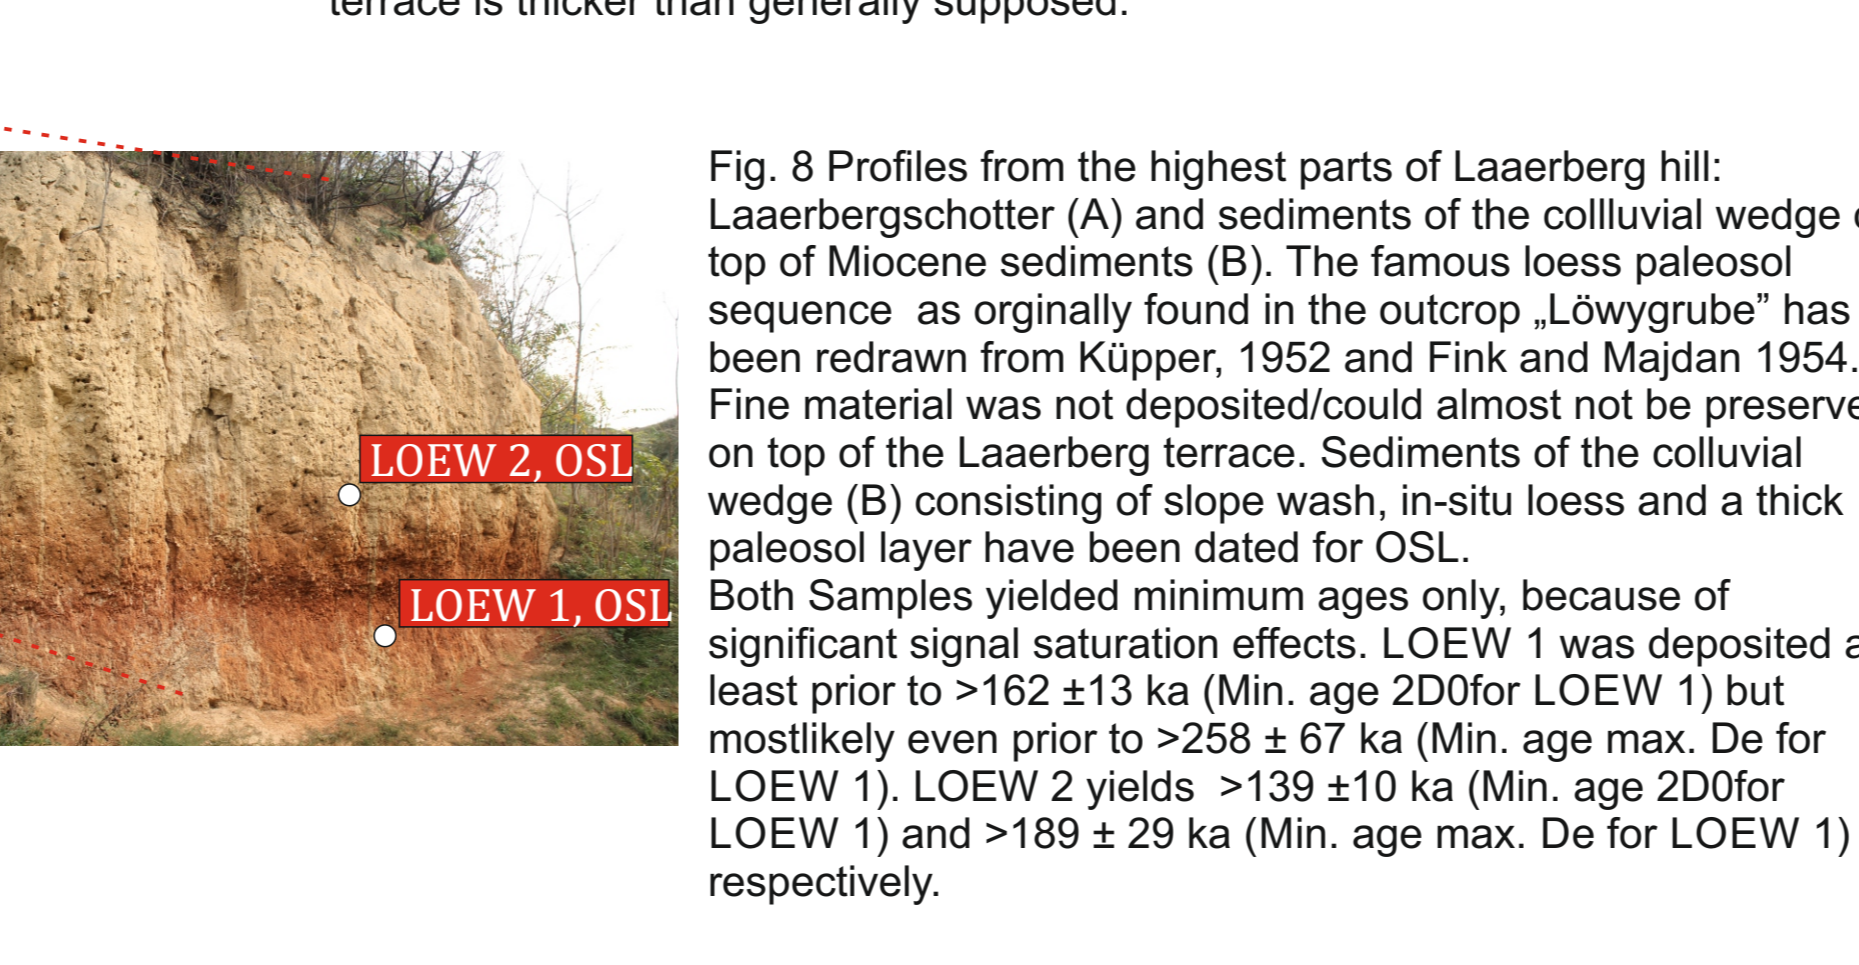 terrace is thicker than generally supposed.
LOEW 2, OSL
LOEW 1, OSL
Fig. 8 Profiles from the highest parts of Laaerberg hill:
Laaerbergschotter (A) and sediments of the collluvial wedge
top of Miocene sediments (B). The famous loess paleosol
sequence  as orginally found in the outcrop „Löwygrube” has
been redrawn from Küpper, 1952 and Fink and Majdan 1954.
Fine material was not deposited/could almost not be preserve
on top of the Laaerberg terrace. Sediments of the colluvial
wedge (B) consisting of slope wash, in-situ loess and a thick
paleosol layer have been dated for OSL.
Both Samples yielded minimum ages only, because of
significant signal saturation effects. LOEW 1 was deposited a
least prior to >162 ±13 ka (Min. age 2D0for LOEW 1) but
mostlikely even prior to >258 ± 67 ka (Min. age max. De for
LOEW 1). LOEW 2 yields  >139 ±10 ka (Min. age 2D0for
LOEW 1) and >189 ± 29 ka (Min. age max. De for LOEW 1)
respectively.